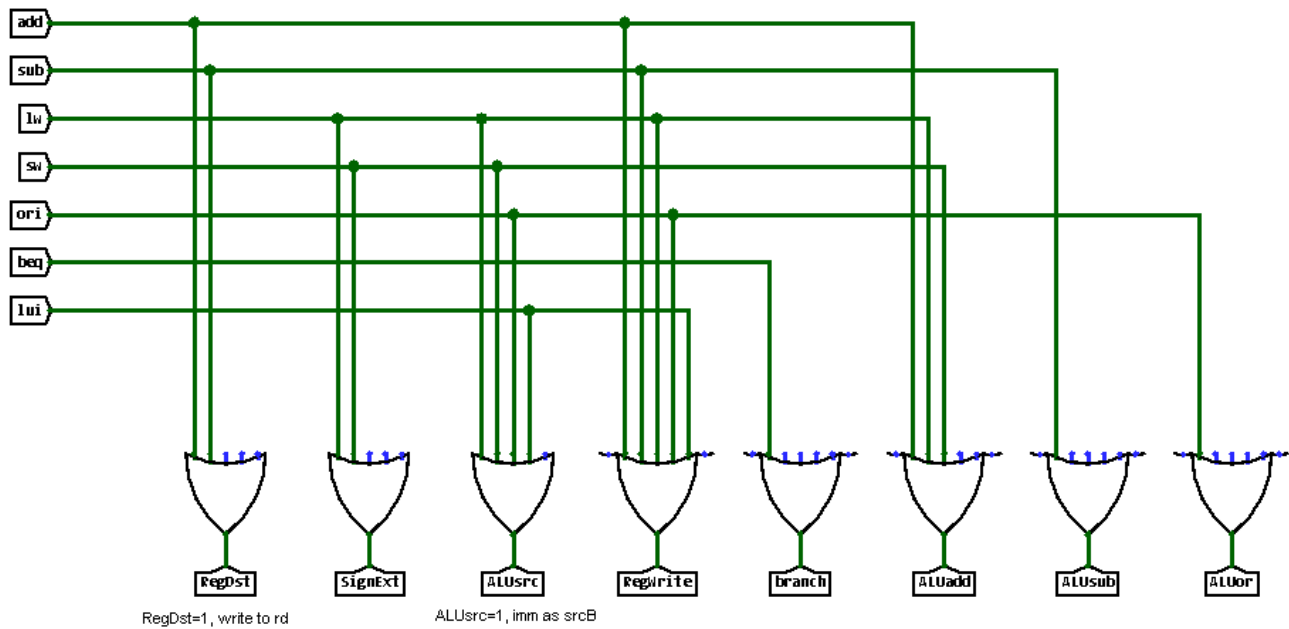 add
sub
lw
sw
ori
beq
lui
RegDst
SignExt
ALUsrc
RegWrite
branch
ALUadd
ALUsub
ALUor
RegDst=1, write to rd
ALUsrc=1, imm as srcB